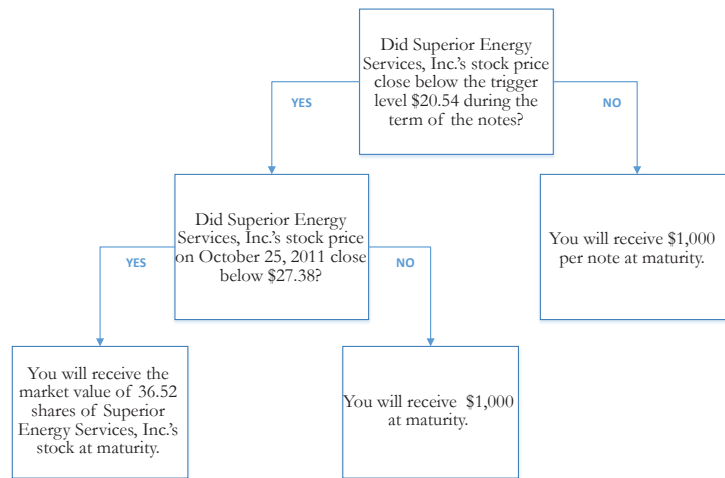 Did Superior Energy
Services, Inc.'s stock price
close below the trigger
level $20.54 during the
term of the notes?
YES
NO
Did Superior Energy
Services, Inc.'s stock price
on October 25, 2011 close
below $27.38?
You will receive $1,000
per note at maturity.
YES
NO
You will receive the
market value of 36.52
shares of Superior
Energy Services, Inc.'s
stock at maturity.
You will receive $1,000
at maturity.